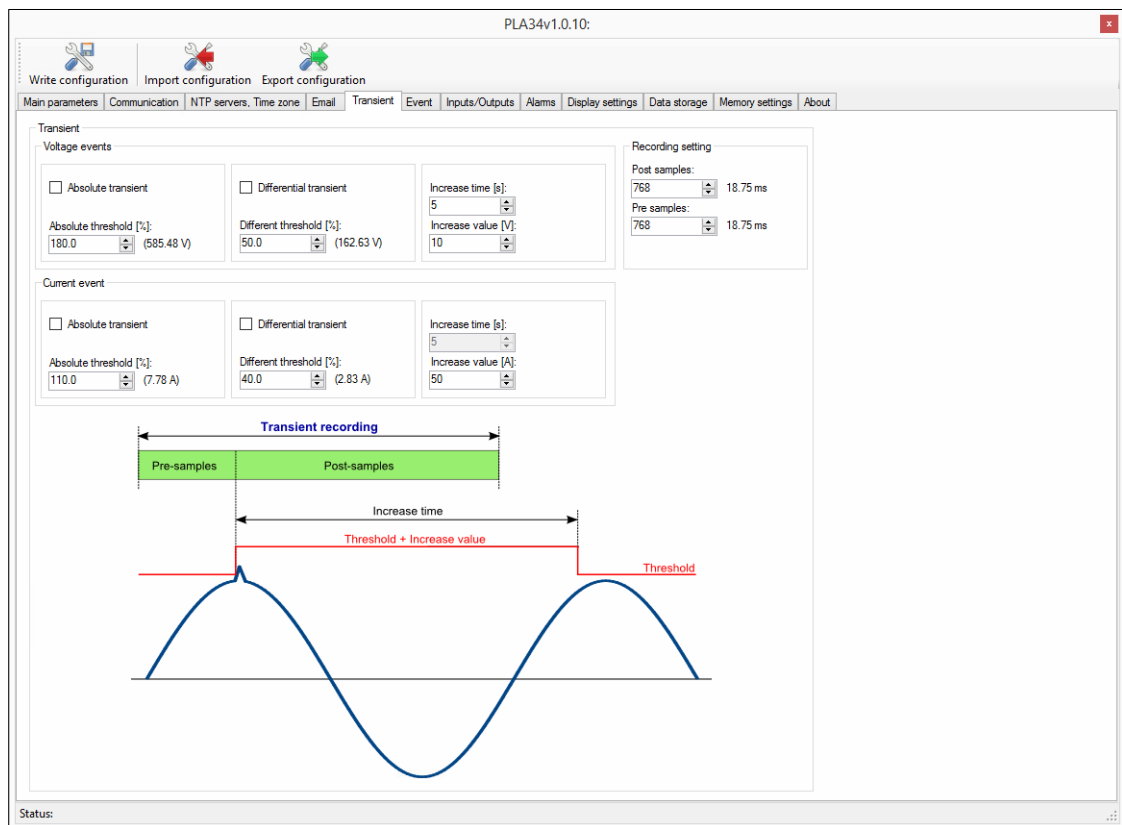 PLA34v1.0.10:
x
Write configuration Import configuration Export configuration
Main parameters Communication NTP servers, Time zone Email Transient Event Inputs/Outputs Alarms Display settings Data storage Memory settings About
Transient
Voltage events
Absolute transient
Absolute threshold [%]:
180.0 (585.48 V)
Differential transient
Different threshold [%]:
50.0 (162.63 V)
Increase time [s]:
5
Increase value [V]:
10
Recording setting
Post samples:
768 18.75 ms
Pre samples:
768 18.75 ms
Current event
Absolute transient
Absolute threshold [%]:
110.0 (7.78 A)
Differential transient
Different threshold [%]:
40.0 (2.83 A)
Increase time [s]:
5
Increase value [A]:
50
Transient recording
Pre-samples Post-samples
Increase time
Threshold + Increase value
Threshold
Status: